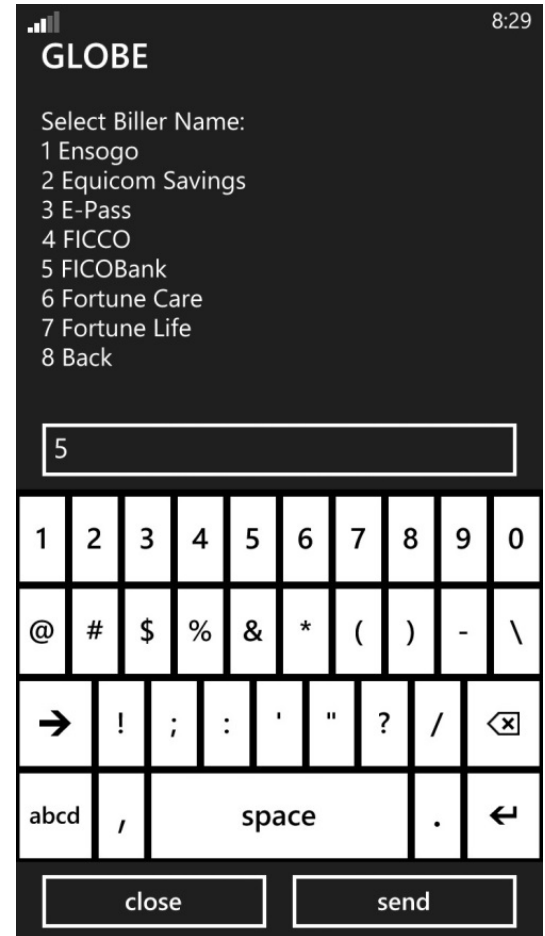 8:29
GLOBE
Select Biller Name:
1 Ensogo
2 Equicom Savings
3 E-Pass
4 FICCO
5 FICOBank
6 Fortune Care
7 Fortune Life
8 Back
5
1 2 3 4 5 6 7 8 9 0
@ # $ % & * ( ) - \
→ ! ; : ' " ? /
abcd , space .
close send